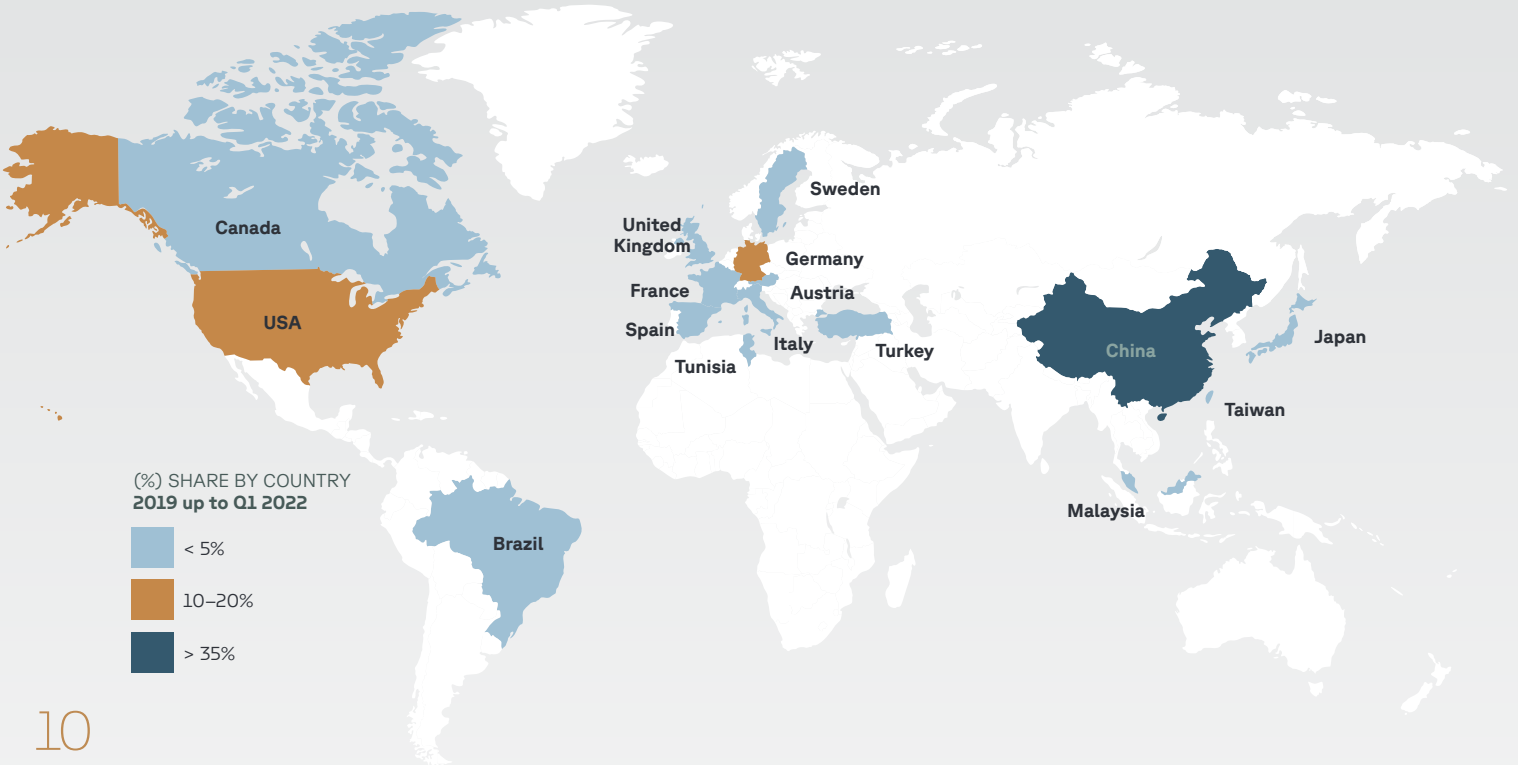 Sweden
Canada
United
Kingdom
Germany
France
Austria
USA
Spain
Italy
Japan
Turkey
China
Tunisia
Taiwan
(%) SHARE BY COUNTRY
2019 up to Q1 2022
Malaysia
< 5%
Brazil
10–20%
> 35%
10